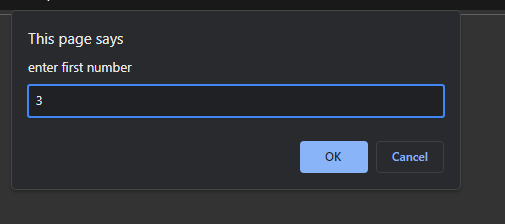 This page says
enter first number
3
OK
Cancel